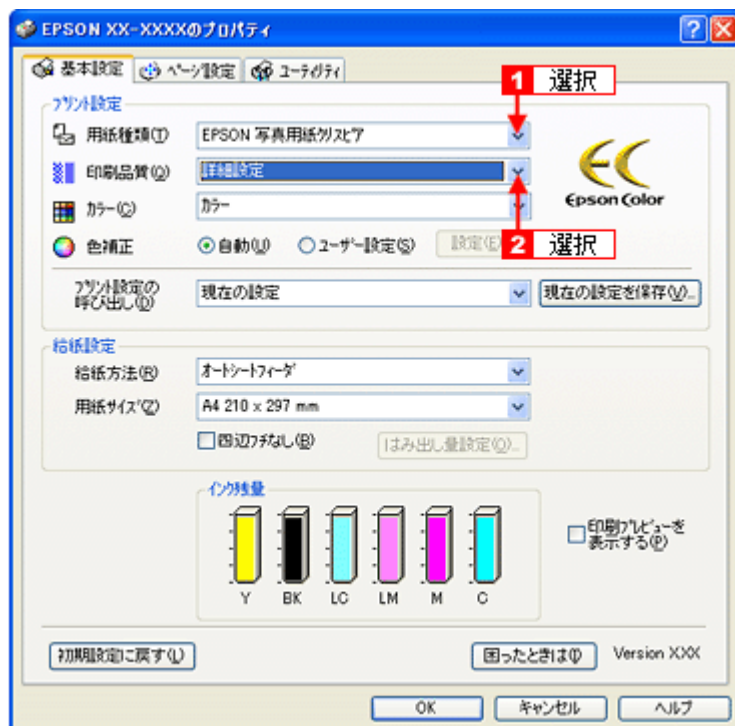 EPSON XX-XXXXのプロパティ
基本設定 ページ設定 ユーティリティ
1 選択
プリント設定
用紙種類(T) EPSON 写真用紙クリスピア
印刷品質(Q) 詳細設定
EC
Epson Color
カラー(C) カラー
2 選択
色補正 自動(U) ユーザー設定(S) 設定(E)
プリント設定の
呼び出し(D) 現在の設定 現在の設定を保存(V)...
給紙設定
給紙方法(R) オートシートフィーダ
用紙サイズ(Z) A4 210 x 297 mm
四辺フチなし(B) はみ出し量設定(O)...
インク残量
Y BK LC LM M C
印刷プレビューを
表示する(P)
初期設定に戻す(L) 困ったときは(I) Version X.XX
OK キャンセル ヘルプ